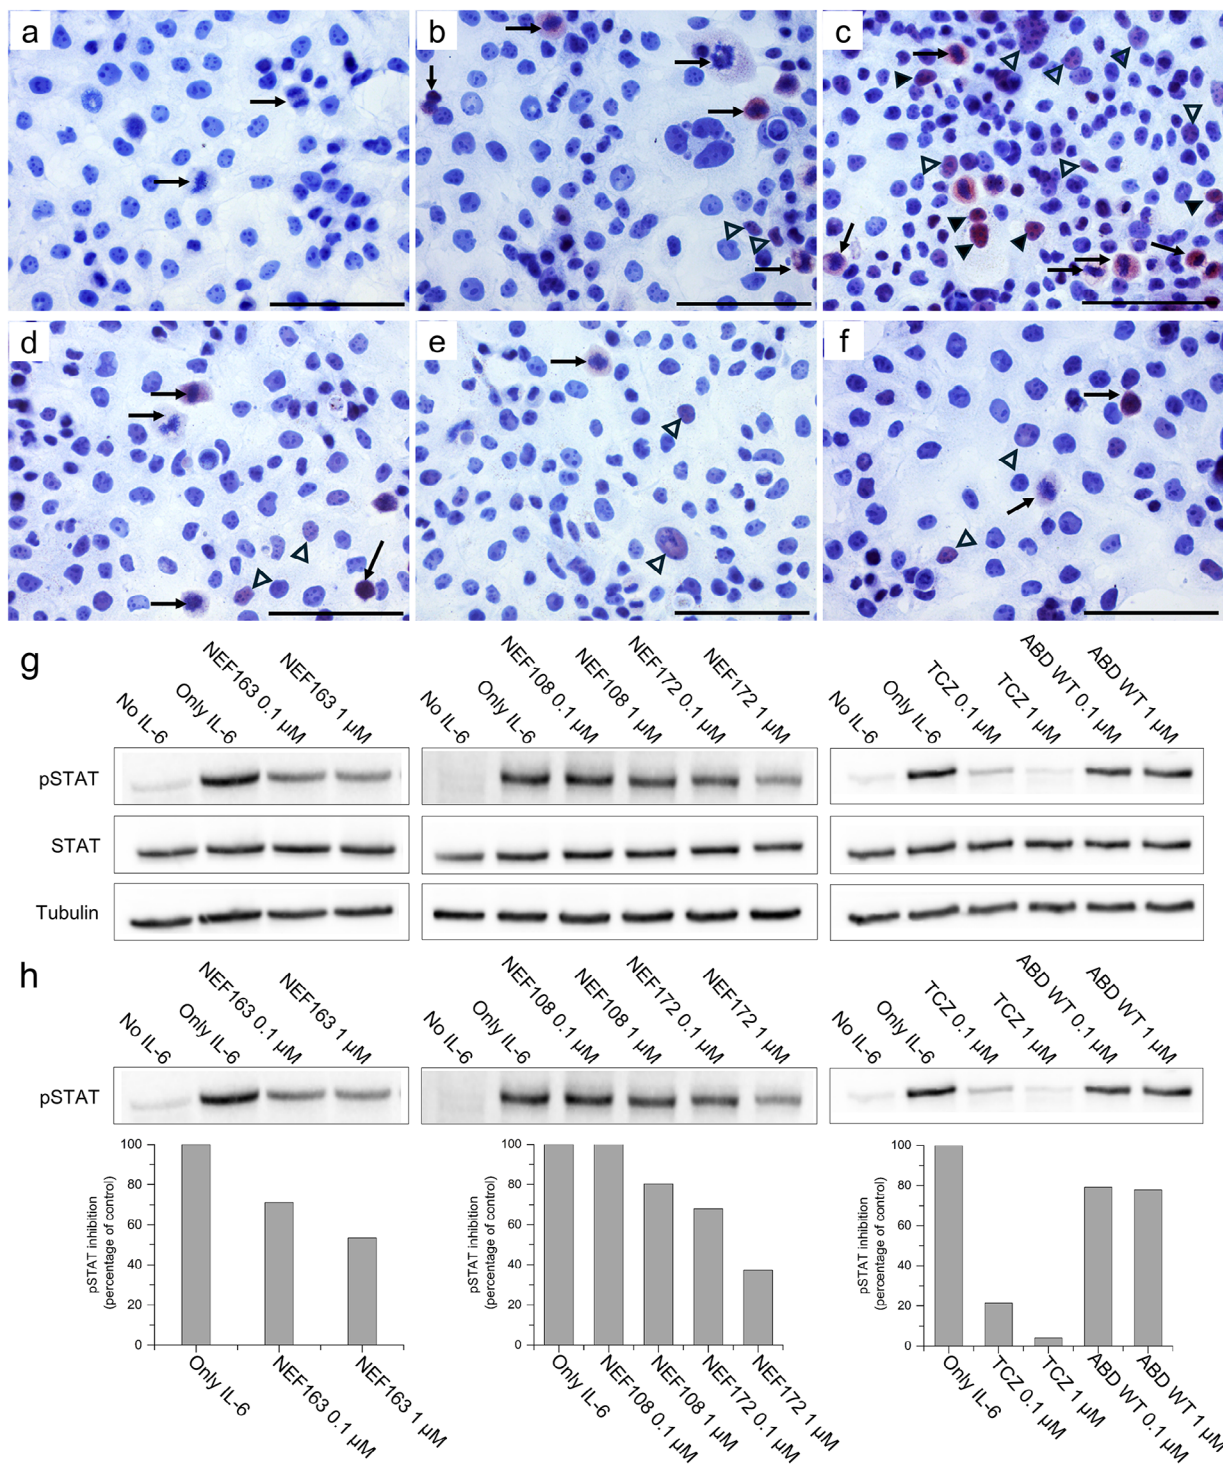 a
b
c
d
e
f
g
No IL-6
Only IL-6
NEF163 0.1 µM
NEF163 1 µM
No IL-6
Only IL-6
NEF108 0.1 µM
NEF108 1 µM
NEF172 0.1 µM
NEF172 1 µM
No IL-6
Only IL-6
TCZ 0.1 µM
TCZ 1 µM
ABD WT 0.1 µM
ABD WT 1 µM
pSTAT
STAT
Tubulin
h
No IL-6
Only IL-6
NEF163 0.1 µM
NEF163 1 µM
No IL-6
Only IL-6
NEF108 0.1 µM
NEF108 1 µM
NEF172 0.1 µM
NEF172 1 µM
No IL-6
Only IL-6
TCZ 0.1 µM
TCZ 1 µM
ABD WT 0.1 µM
ABD WT 1 µM
pSTAT
pSTAT inhibition
(percentage of control)
100
80
60
40
20
0
Only IL-6
NEF163 0.1 µM
NEF163 1 µM
pSTAT inhibition
(percentage of control)
100
80
60
40
20
0
Only IL-6
NEF108 0.1 µM
NEF108 1 µM
NEF172 0.1 µM
NEF172 1 µM
pSTAT inhibition
(percentage of control)
100
80
60
40
20
0
Only IL-6
TCZ 0.1 µM
TCZ 1 µM
ABD WT 0.1 µM
ABD WT 1 µM